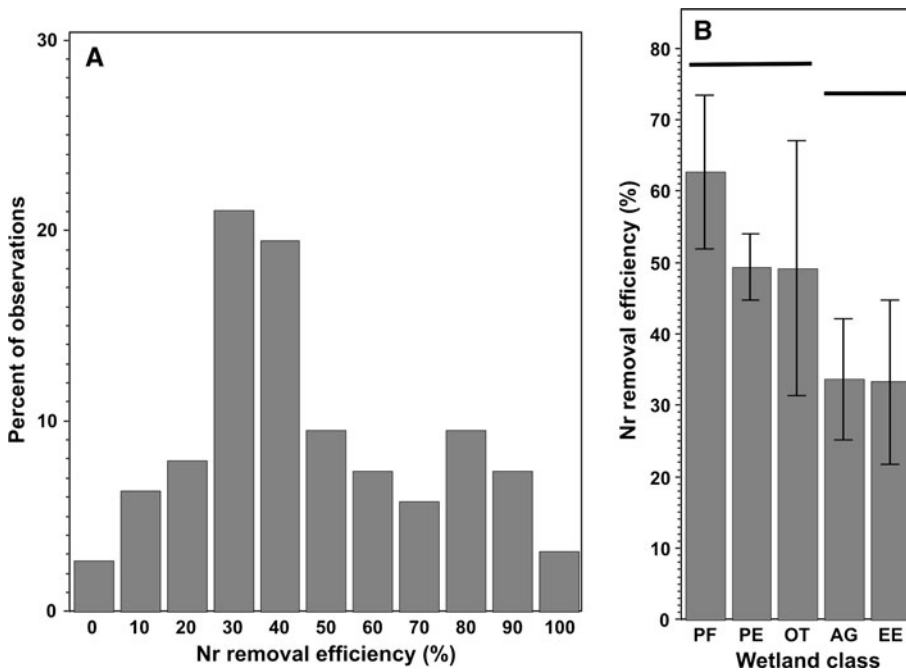 A
30
20
10
0
Percent of observations
0 10 20 30 40 50 60 70 80 90 100
Nr removal efficiency (%)
B
80
70
60
50
40
30
20
10
0
Nr removal efficiency (%)
PF PE OT AG EE
Wetland class